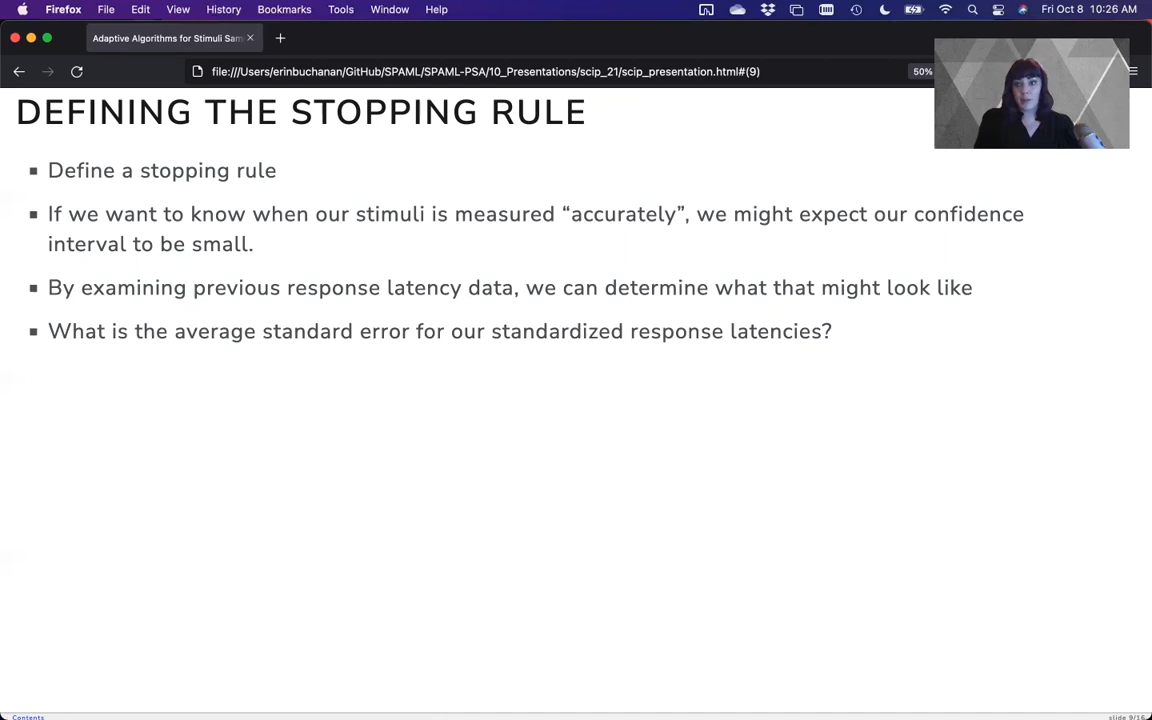 Firefox File Edit View History Bookmarks Tools Window Help Fri Oct 8 10:26 AM
Adaptive Algorithms for Stimuli Sam
file:///Users/erinbuchanan/GitHub/SPAML/SPAML-PSA/10_Presentations/scip_21/scip_presentation.html#(9) 50%
DEFINING THE STOPPING RULE
▪ Define a stopping rule
▪ If we want to know when our stimuli is measured “accurately”, we might expect our confidence
interval to be small.
▪ By examining previous response latency data, we can determine what that might look like
▪ What is the average standard error for our standardized response latencies?
Contents slide 9/16